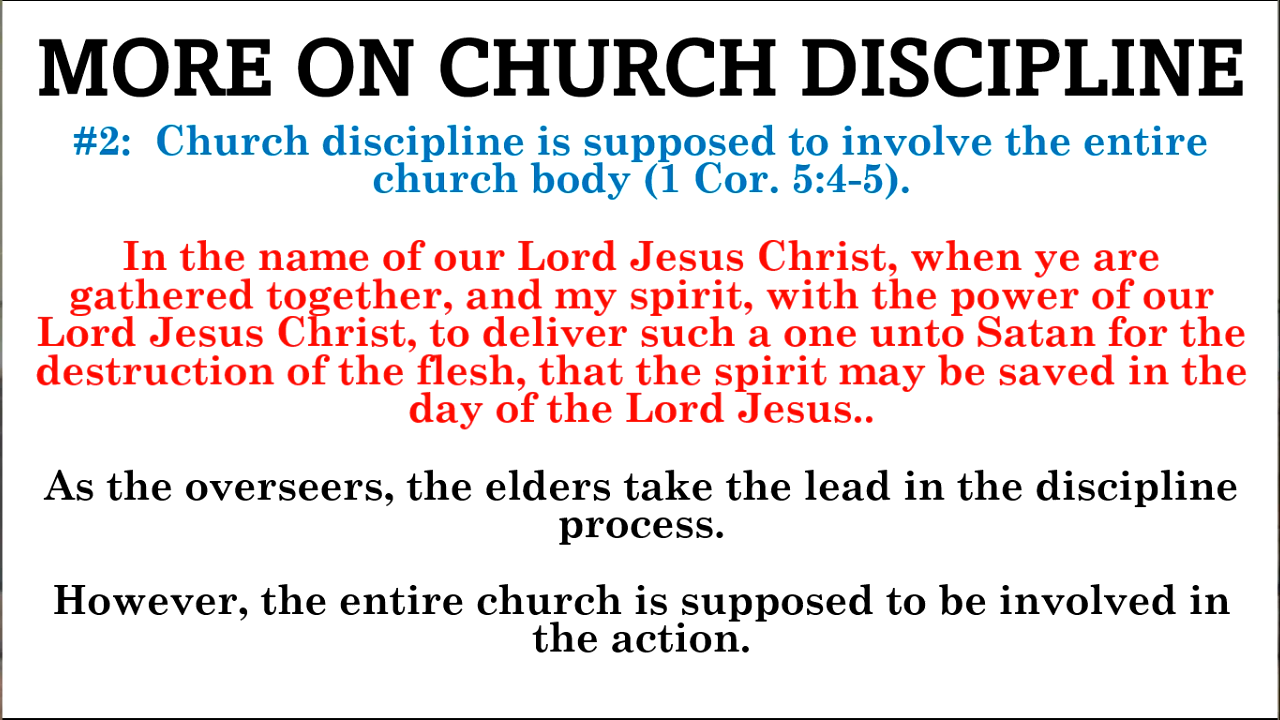 MORE ON CHURCH DISCIPLINE
#2:  Church discipline is supposed to involve the entire
church body (1 Cor. 5:4-5).
In the name of our Lord Jesus Christ, when ye are
gathered together, and my spirit, with the power of our
Lord Jesus Christ, to deliver such a one unto Satan for the
destruction of the flesh, that the spirit may be saved in the
day of the Lord Jesus..
As the overseers, the elders take the lead in the discipline
process.
However, the entire church is supposed to be involved in
the action.